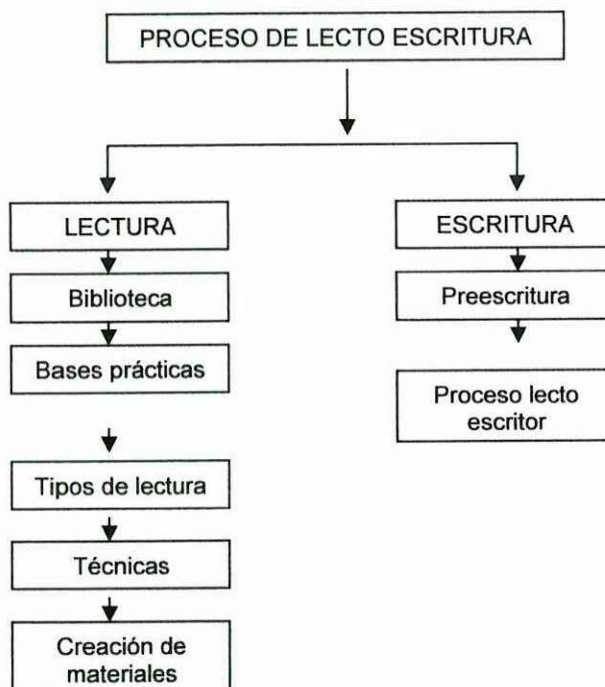 PROCESO DE LECTO ESCRITURA
LECTURA
Biblioteca
Bases prácticas
Tipos de lectura
Técnicas
Creación de
materiales
ESCRITURA
Preescritura
Proceso lecto
escritor